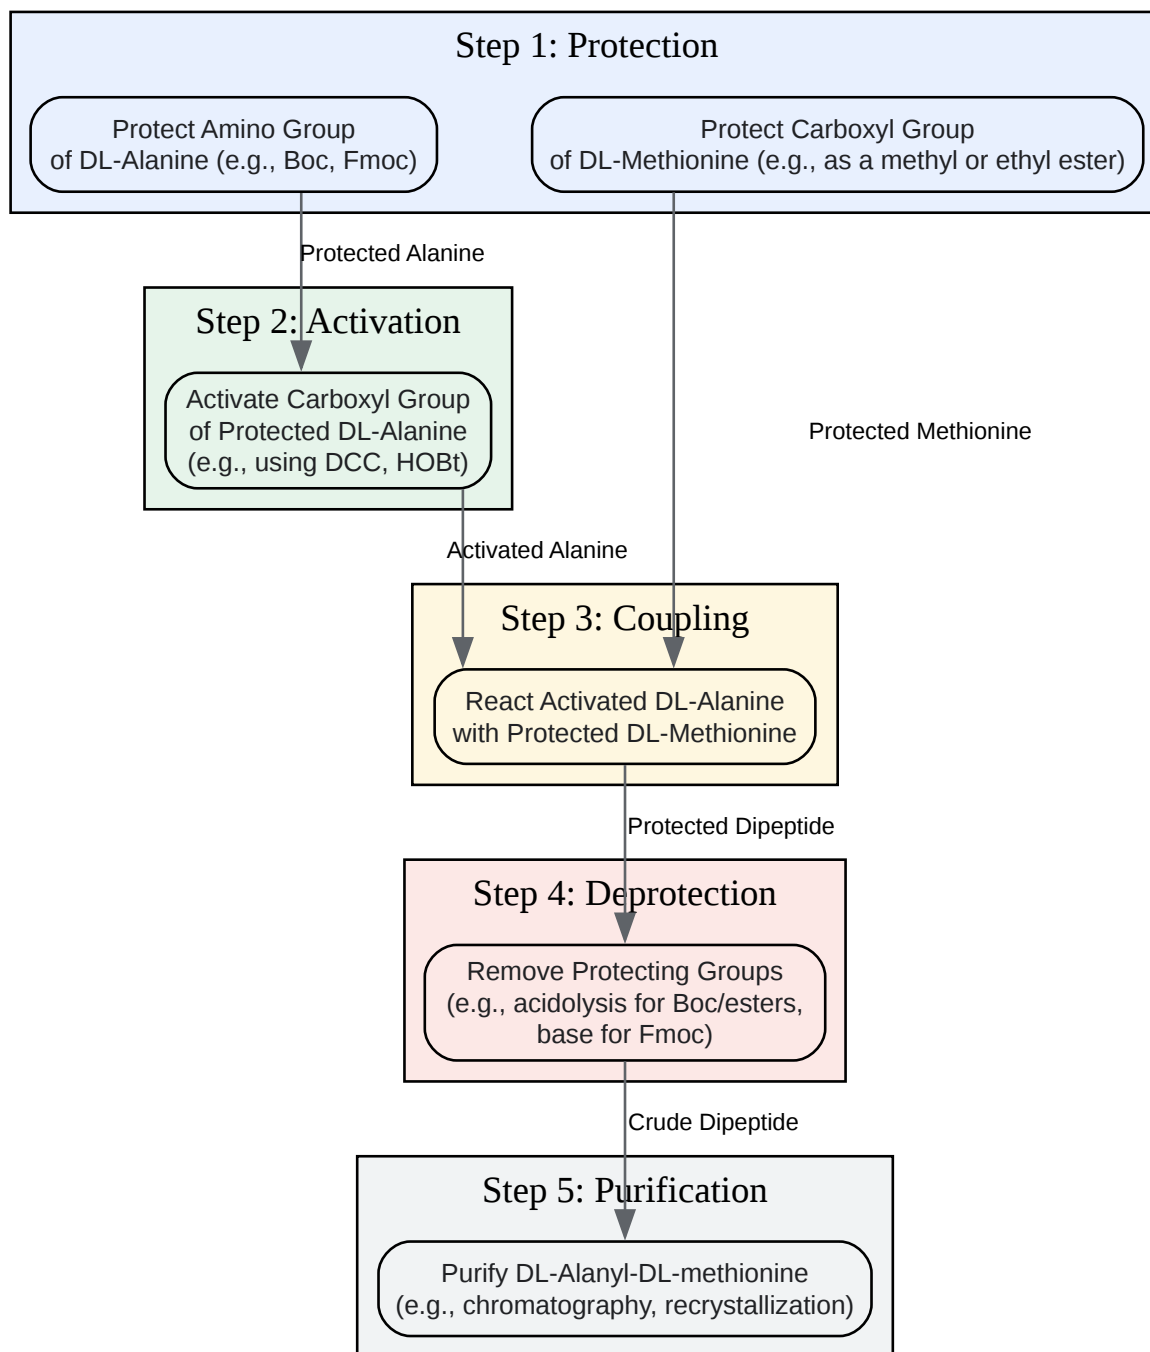 Step 1: Protection
Protect Amino Group
of DL-Alanine (e.g., Boc, Fmoc)
Protect Carboxyl Group
of DL-Methionine (e.g., as a methyl or ethyl ester)
Protected Alanine
Step 2: Activation
Activate Carboxyl Group
of Protected DL-Alanine
(e.g., using DCC, HOBt)
Protected Methionine
Activated Alanine
Step 3: Coupling
React Activated DL-Alanine
with Protected DL-Methionine
Protected Dipeptide
Step 4: Deprotection
Remove Protecting Groups
(e.g., acidolysis for Boc/esters,
base for Fmoc)
Crude Dipeptide
Step 5: Purification
Purify DL-Alanyl-DL-methionine
(e.g., chromatography, recrystallization)